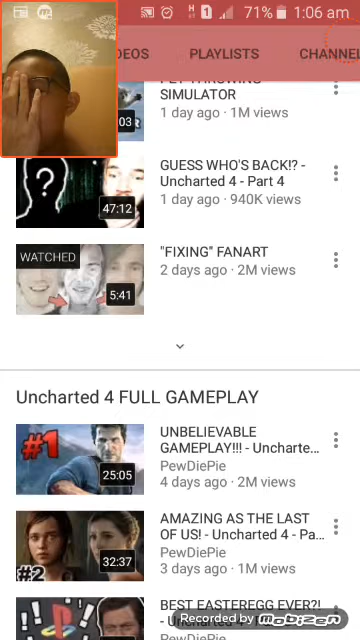 71% 1:06 am
DEOS PLAYLISTS CHANNEL
SIMULATOR
1 day ago · 1M views
03
GUESS WHO'S BACK!? -
Uncharted 4 - Part 4
1 day ago · 940K views
?
47:12
WATCHED
"FIXING" FANART
2 days ago · 2M views
5:41
Uncharted 4 FULL GAMEPLAY
UNBELIEVABLE
GAMEPLAY!!! - Uncharte...
PewDiePie
4 days ago · 2M views
#1
25:05
AMAZING AS THE LAST
OF US! - Uncharted 4 - Pa...
PewDiePie
3 days ago · 1M views
#2
32:37
BEST EASTEREGG EVER?!
Recorded by mobizen
PewDiePie